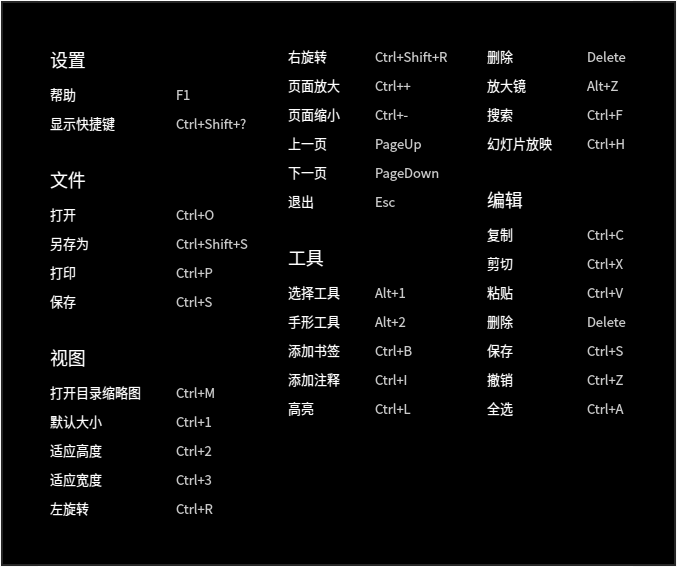 设置
帮助 F1
显示快捷键 Ctrl+Shift+?
文件
打开 Ctrl+O
另存为 Ctrl+Shift+S
打印 Ctrl+P
保存 Ctrl+S
视图
打开目录缩略图 Ctrl+M
默认大小 Ctrl+1
适应高度 Ctrl+2
适应宽度 Ctrl+3
左旋转 Ctrl+R
右旋转 Ctrl+Shift+R
页面放大 Ctrl++
页面缩小 Ctrl+-
上一页 PageUp
下一页 PageDown
退出 Esc
工具
选择工具 Alt+1
手形工具 Alt+2
添加书签 Ctrl+B
添加注释 Ctrl+I
高亮 Ctrl+L
删除 Delete
放大镜 Alt+Z
搜索 Ctrl+F
幻灯片放映 Ctrl+H
编辑
复制 Ctrl+C
剪切 Ctrl+X
粘贴 Ctrl+V
删除 Delete
保存 Ctrl+S
撤销 Ctrl+Z
全选 Ctrl+A